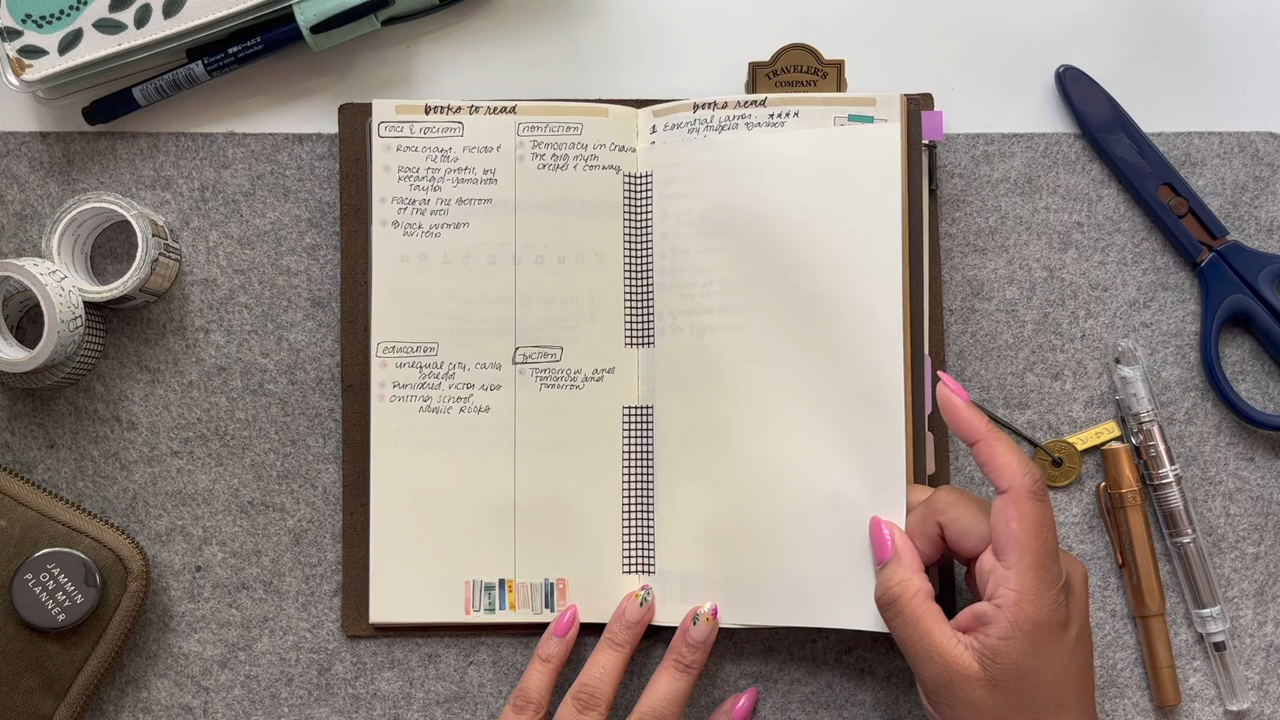 TRAVELER'S
COMPANY
books to read
race & racism
Racecraft, Fields &
Fields
Race for profit, by
Keeanga-Yamahtta
Taylor
Faces at the Bottom
of the well
Black women
writers
nonfiction
Democracy in Chains
The Big Myth
oreskes & conway
education
unequal city, carla
shedd
Punished, victor rios
cutting school,
Noliwe Rooks
fiction
Tomorrow, and
tomorrow and
tomorrow
books read
1 Essential Labor.
by Angela Garbes
JAMMIN
ON MY
PLANNER